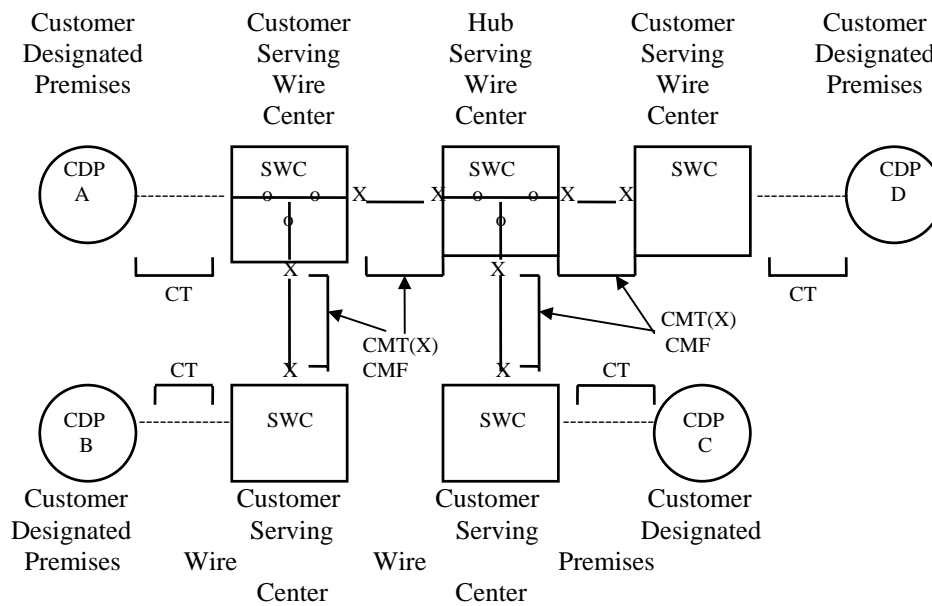 Customer Customer Hub Customer Customer
Designated Serving Serving Serving Designated
Premises Wire Wire Wire Premises
Center Center Center
CDP SWC SWC SWC CDP
A o o X X o o X X D
o o
X X
CT CT
CMT(X) CMT(X)
CMF CMF
CT X X CT
CDP SWC SWC CDP
B C
Customer Customer Customer Customer
Designated Serving Serving Designated
Premises Wire Wire Premises
Center Center